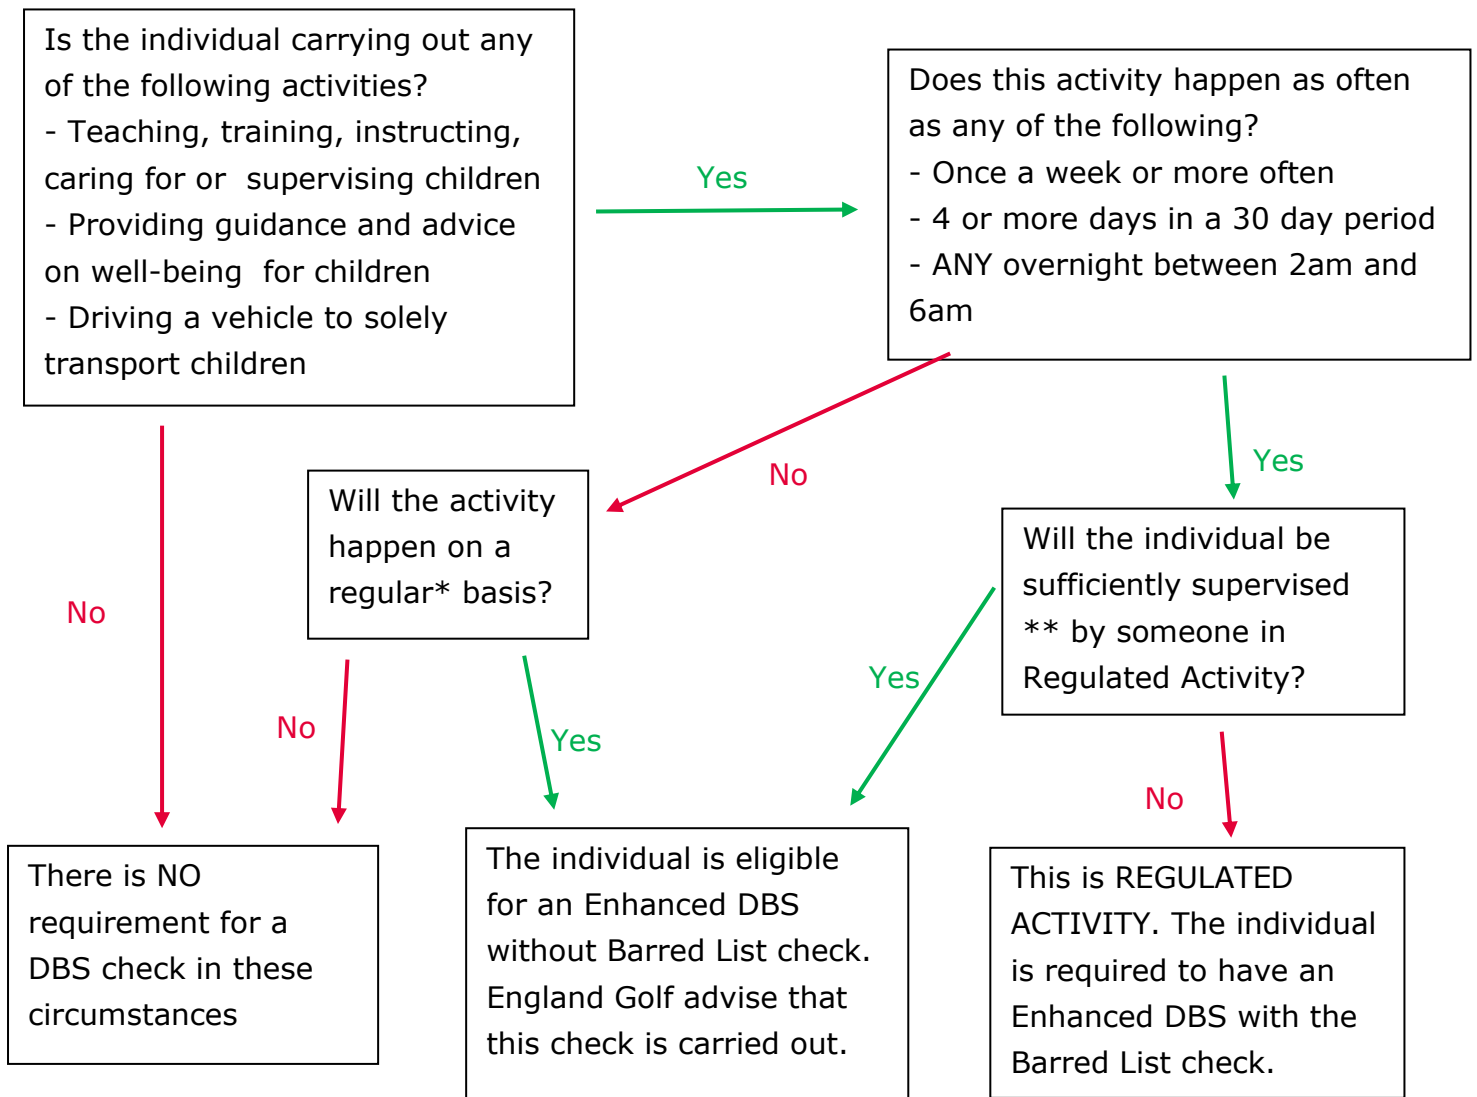 Is the individual carrying out any
of the following activities?
- Teaching, training, instructing,
caring for or supervising children
- Providing guidance and advice
on well-being for children
- Driving a vehicle to solely
transport children
Yes
Does this activity happen as often
as any of the following?
- Once a week or more often
- 4 or more days in a 30 day period
- ANY overnight between 2am and
6am
No
Yes
Will the activity
happen on a
regular* basis?
Will the individual be
sufficiently supervised
** by someone in
Regulated Activity?
No
No
Yes
Yes
No
There is NO
requirement for a
DBS check in these
circumstances
The individual is eligible
for an Enhanced DBS
without Barred List check.
England Golf advise that
this check is carried out.
This is REGULATED
ACTIVITY. The individual
is required to have an
Enhanced DBS with the
Barred List check.